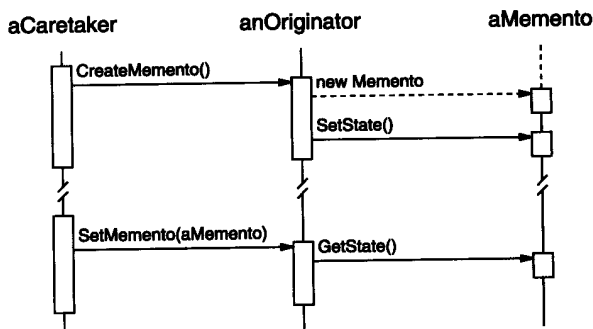 aCaretaker
anOriginator
aMemento
CreateMemento()
new Memento
SetState()
SetMemento(aMemento)
GetState()